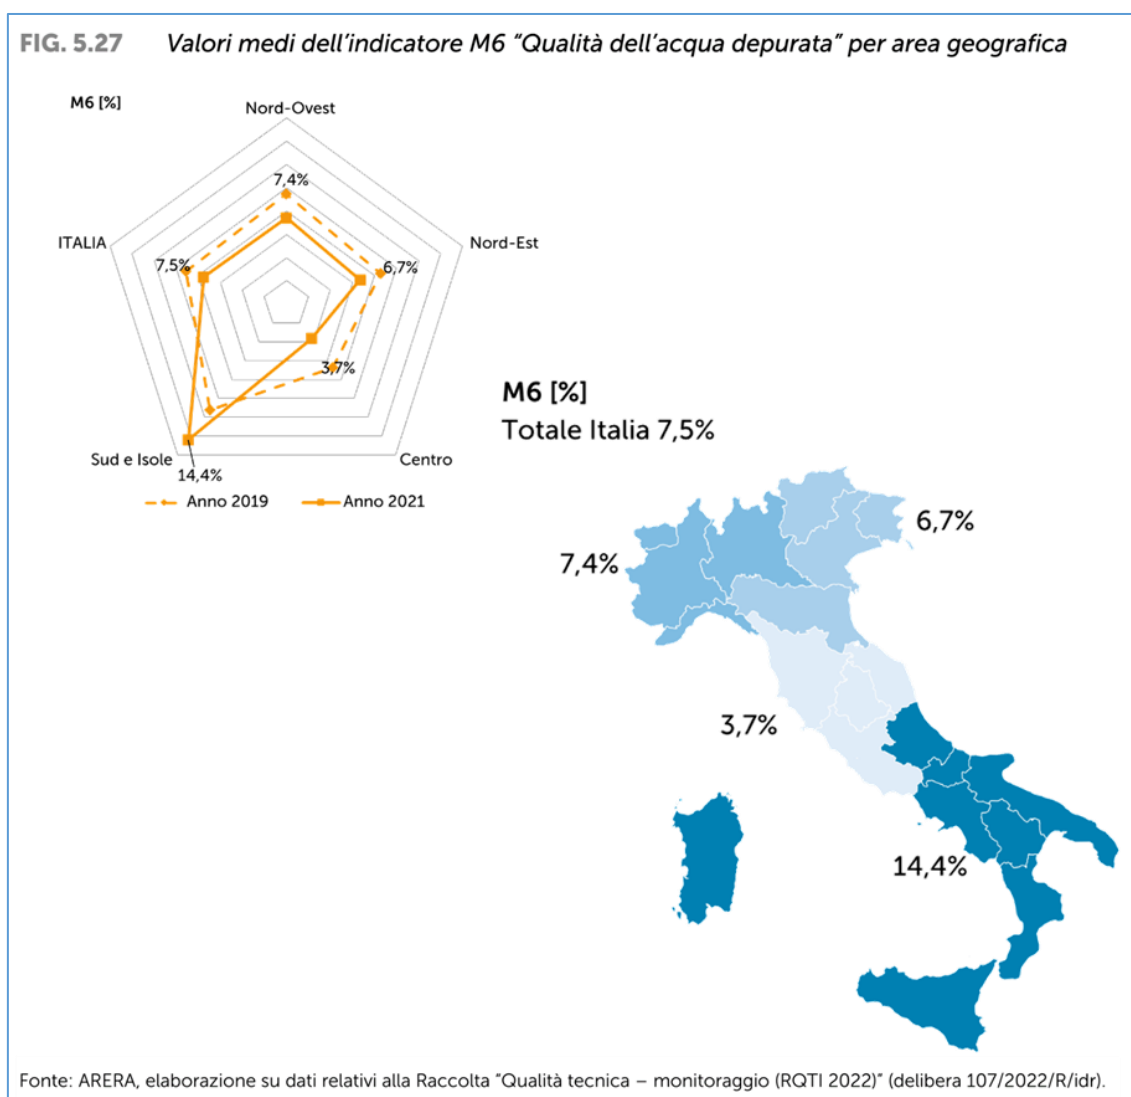 FIG. 5.27 Valori medi dell’indicatore M6 “Qualità dell’acqua depurata” per area geografica
M6 [%]
Nord-Ovest
7,4%
ITALIA
Nord-Est
7,5%
6,7%
3,7%
Sud e Isole
Centro
14,4%
Anno 2019
Anno 2021
M6 [%]
Totale Italia 7,5%
6,7%
7,4%
3,7%
14,4%
Fonte: ARERA, elaborazione su dati relativi alla Raccolta “Qualità tecnica – monitoraggio (RQTI 2022)” (delibera 107/2022/R/idr).